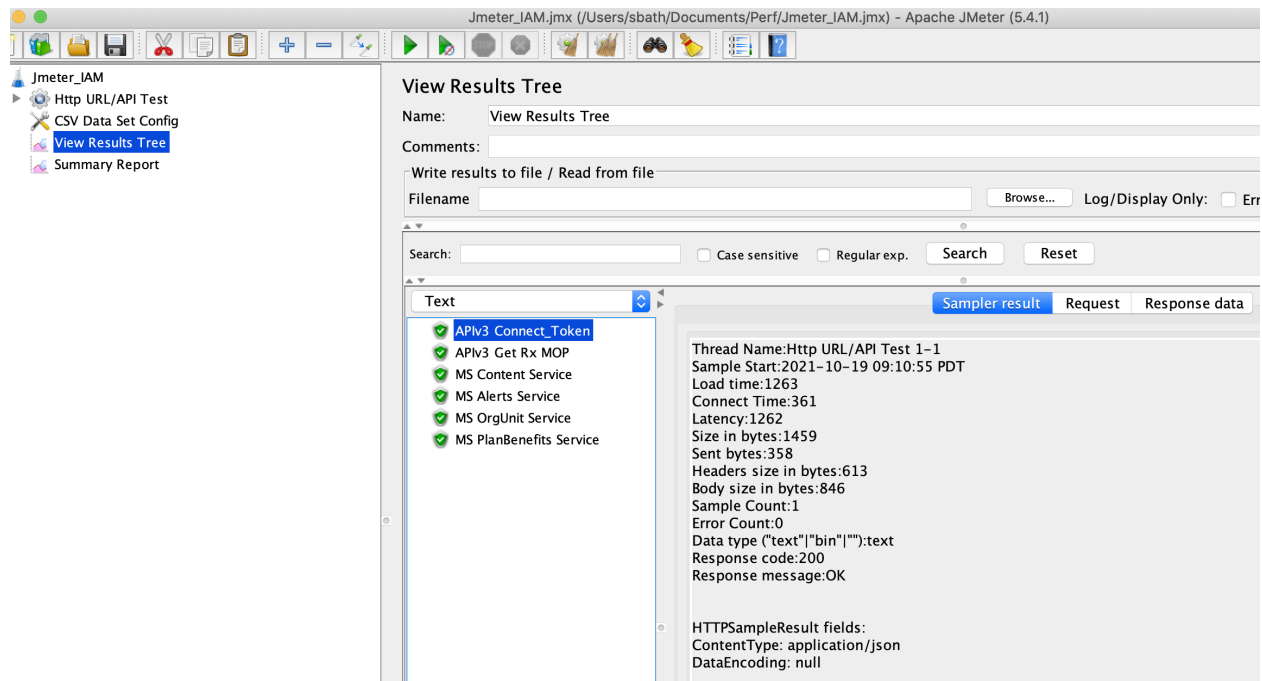 Jmeter_IAM.jmx (/Users/sbath/Documents/Perf/Jmeter_IAM.jmx) - Apache JMeter (5.4.1)
STOP
Jmeter_IAM
Http URL/API Test
CSV Data Set Config
View Results Tree
Summary Report
View Results Tree
Name: View Results Tree
Comments:
Write results to file / Read from file
Filename Browse... Log/Display Only: Err
Search: Case sensitive Regular exp. Search Reset
Text
APIv3 Connect_Token
APIv3 Get Rx MOP
MS Content Service
MS Alerts Service
MS OrgUnit Service
MS PlanBenefits Service
Sampler result Request Response data
Thread Name:Http URL/API Test 1-1
Sample Start:2021-10-19 09:10:55 PDT
Load time:1263
Connect Time:361
Latency:1262
Size in bytes:1459
Sent bytes:358
Headers size in bytes:613
Body size in bytes:846
Sample Count:1
Error Count:0
Data type ("text"|"bin"|""):text
Response code:200
Response message:OK
HTTPSampleResult fields:
ContentType: application/json
DataEncoding: null